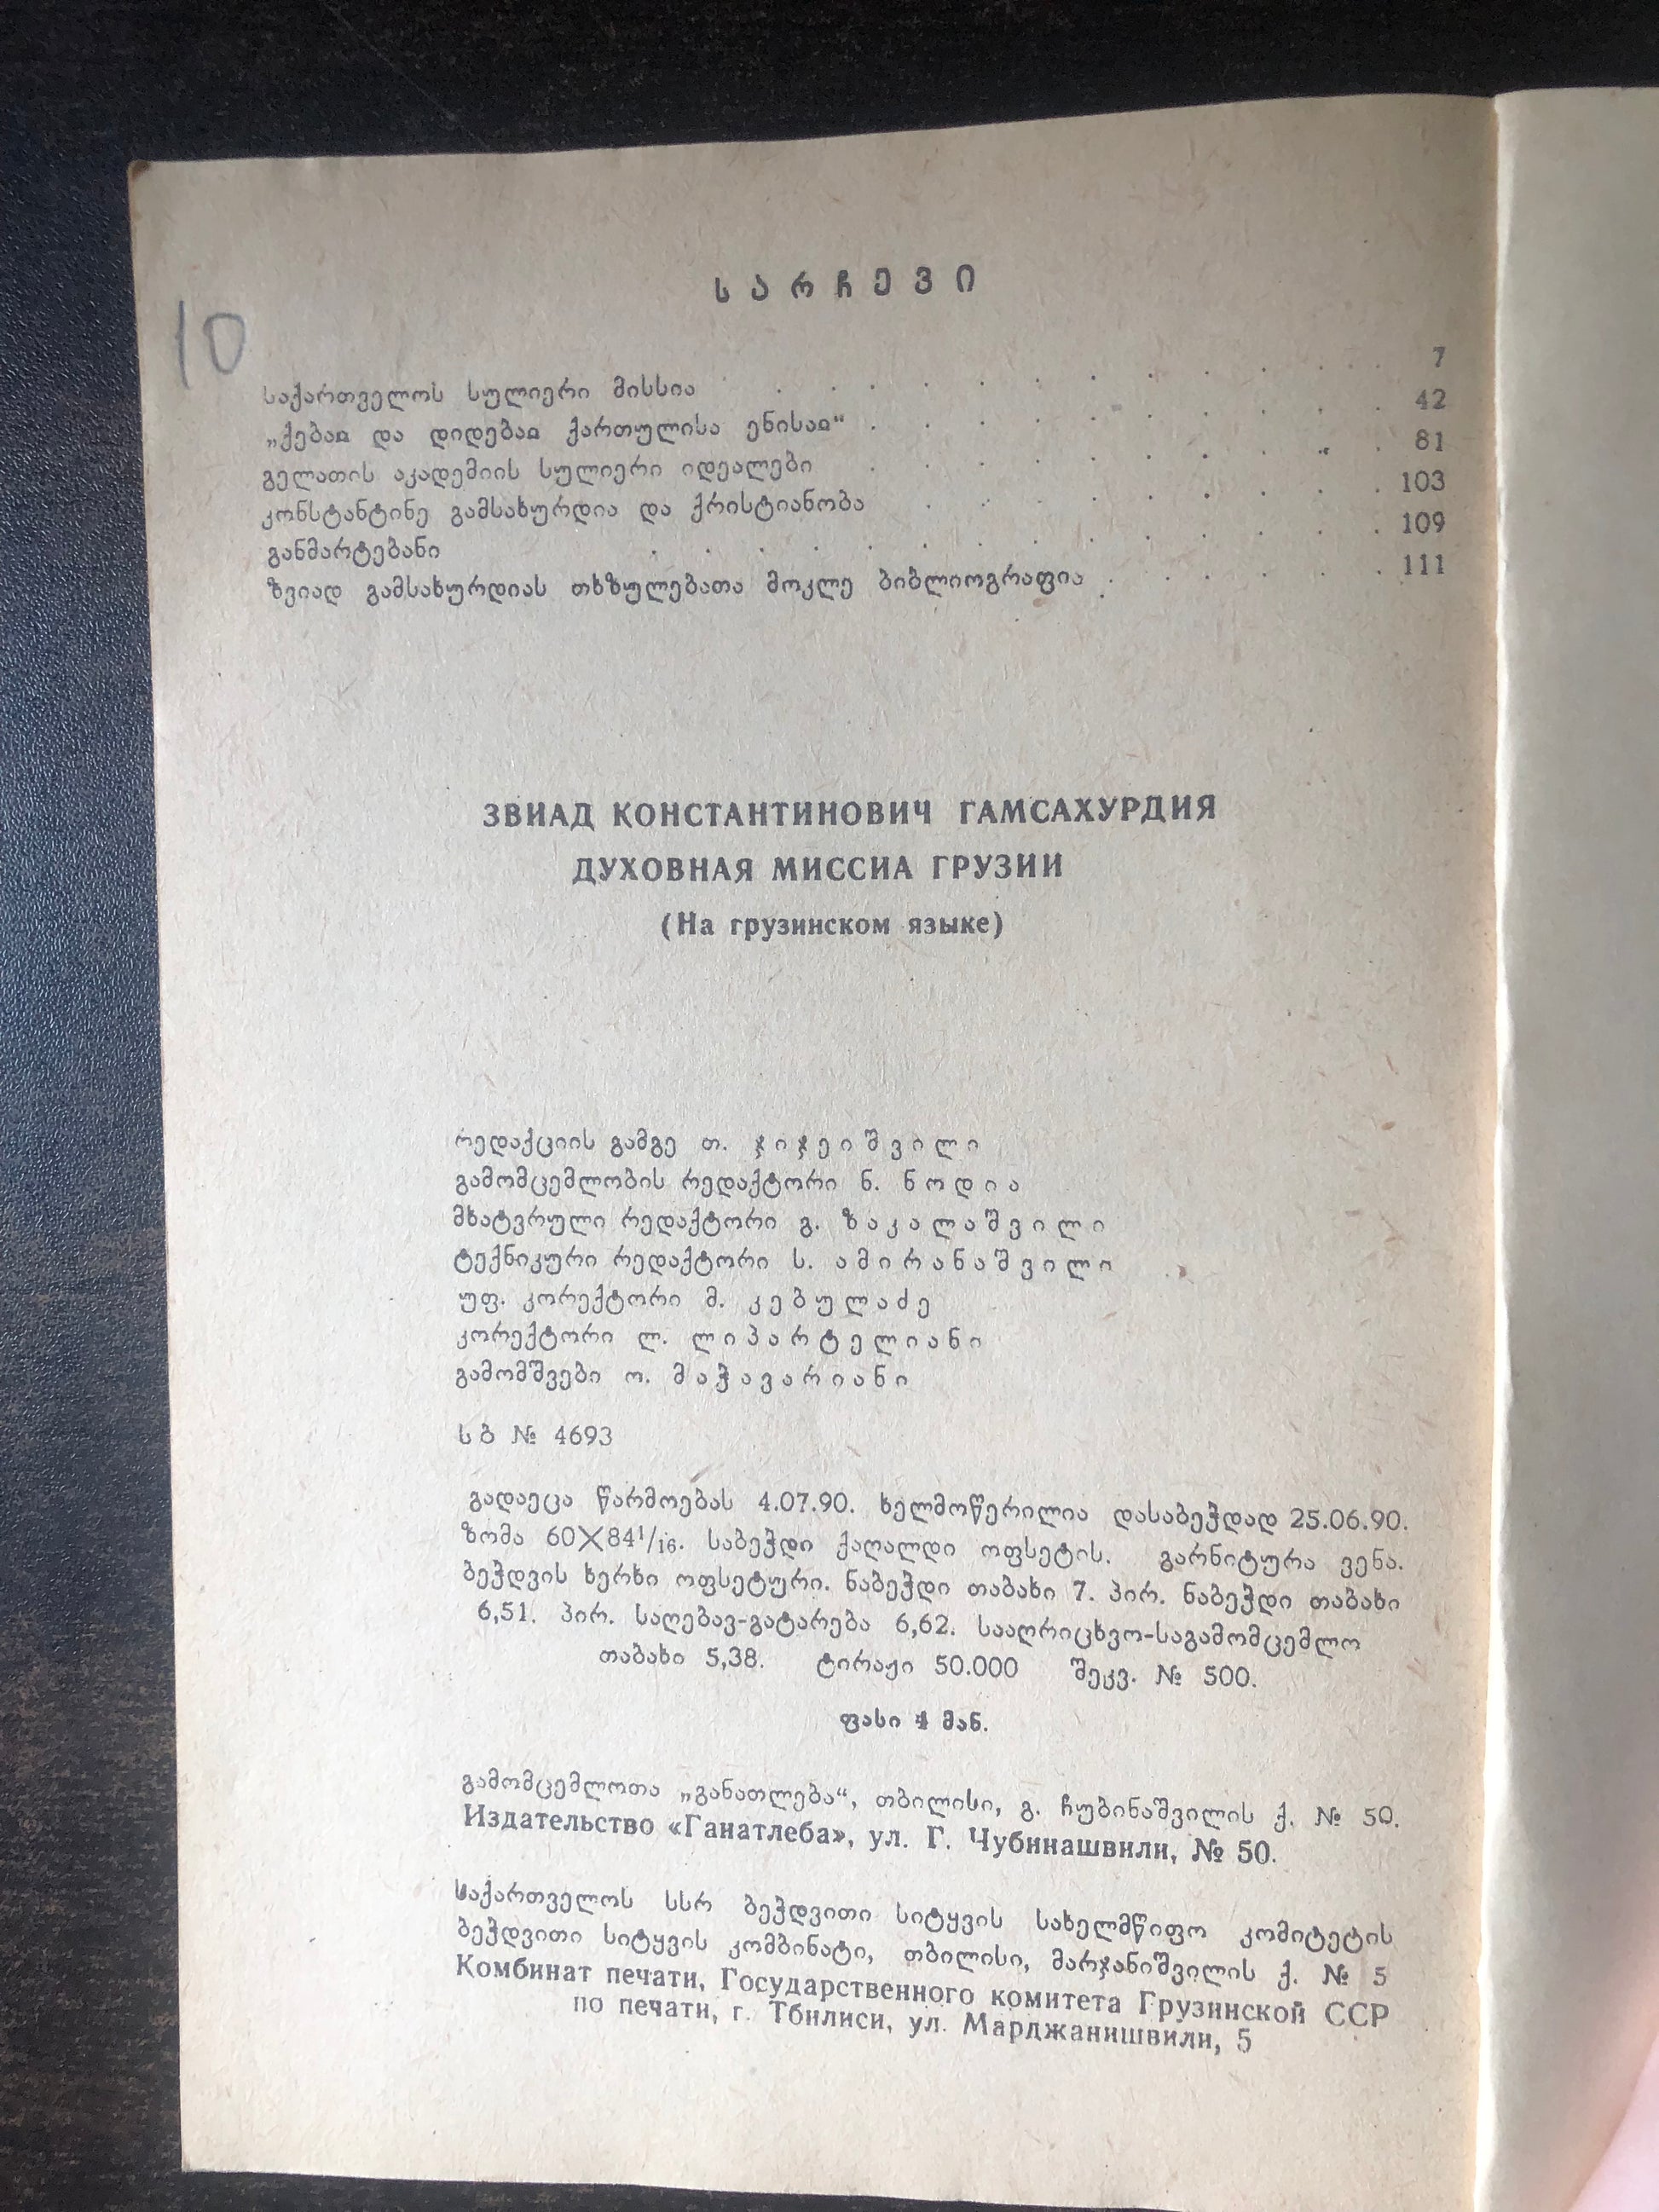 სარჩევი
10
საქართველოს სულიერი მისსია 7
„ქებაჲ და დიდებაჲ ქართულისა ენისაჲ“ 42
გელათის აკადემიის სულიერი იდეალები 81
კონსტანტინე გამსახურდია და ქრისტიანობა 103
განმარტებანი 109
ზვიად გამსახურდიას თხზულებათა მოკლე ბიბლიოგრაფია 111
ЗВИАД КОНСТАНТИНОВИЧ ГАМСАХУРДИЯ
ДУХОВНАЯ МИССИА ГРУЗИИ
(На грузинском языке)
რედაქციის გამგე თ. ჯიჯეიშვილი
გამომცემლობის რედაქტორი ნ. ნოდია
მხატვრული რედაქტორი გ. ზაკალაშვილი
ტექნიკური რედაქტორი ს. ამირანაშვილი
უფ. კორექტორი მ. კებულაძე
კორექტორი ლ. ლიპარტელიანი
გამომშვები ო. მაჭავარიანი
სბ № 4693
გადაეცა წარმოებას 4.07.90. ხელმოწერილია დასაბეჭდად 25.06.90.
ზომა 60X84¹/₁₆. საბეჭდი ქაღალდი ოფსეტის. გარნიტურა ვენა.
ბეჭდვის ხერხი ოფსეტური. ნაბეჭდი თაბახი 7. პირ. ნაბეჭდი თაბახი
6,51. პირ. საღებავ-გატარება 6,62. სააღრიცხვო-საგამომცემლო
თაბახი 5,38. ტირაჟი 50.000 შეკვ. № 500.
ფასი 4 მან.
გამომცემლოთა „განათლება“, თბილისი, გ. ჩუბინაშვილის ქ. № 50.
Издательство «Ганатлеба», ул. Г. Чубинашвили, № 50.
საქართველოს სსრ ბეჭდვითი სიტყვის სახელმწიფო კომიტეტის
ბეჭდვითი სიტყვის კომბინატი, თბილისი, მარჯანიშვილის ქ. № 5
Комбинат печати, Государственного комитета Грузинской ССР
по печати, г. Тбилиси, ул. Марджанишвили, 5